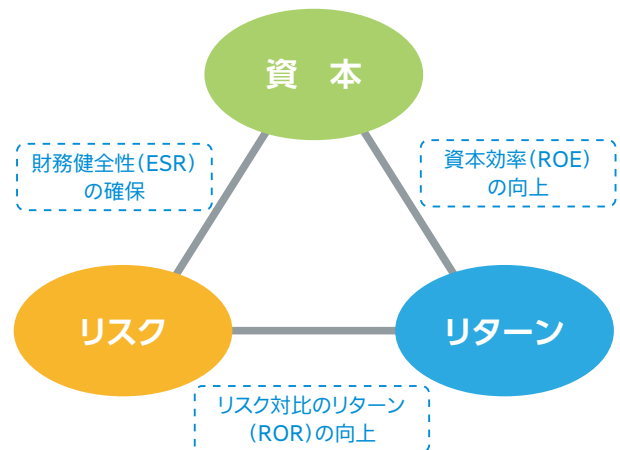 資　本
財務健全性(ESR)
の確保
資本効率(ROE)
の向上
リスク
リターン
リスク対比のリターン
(ROR)の向上